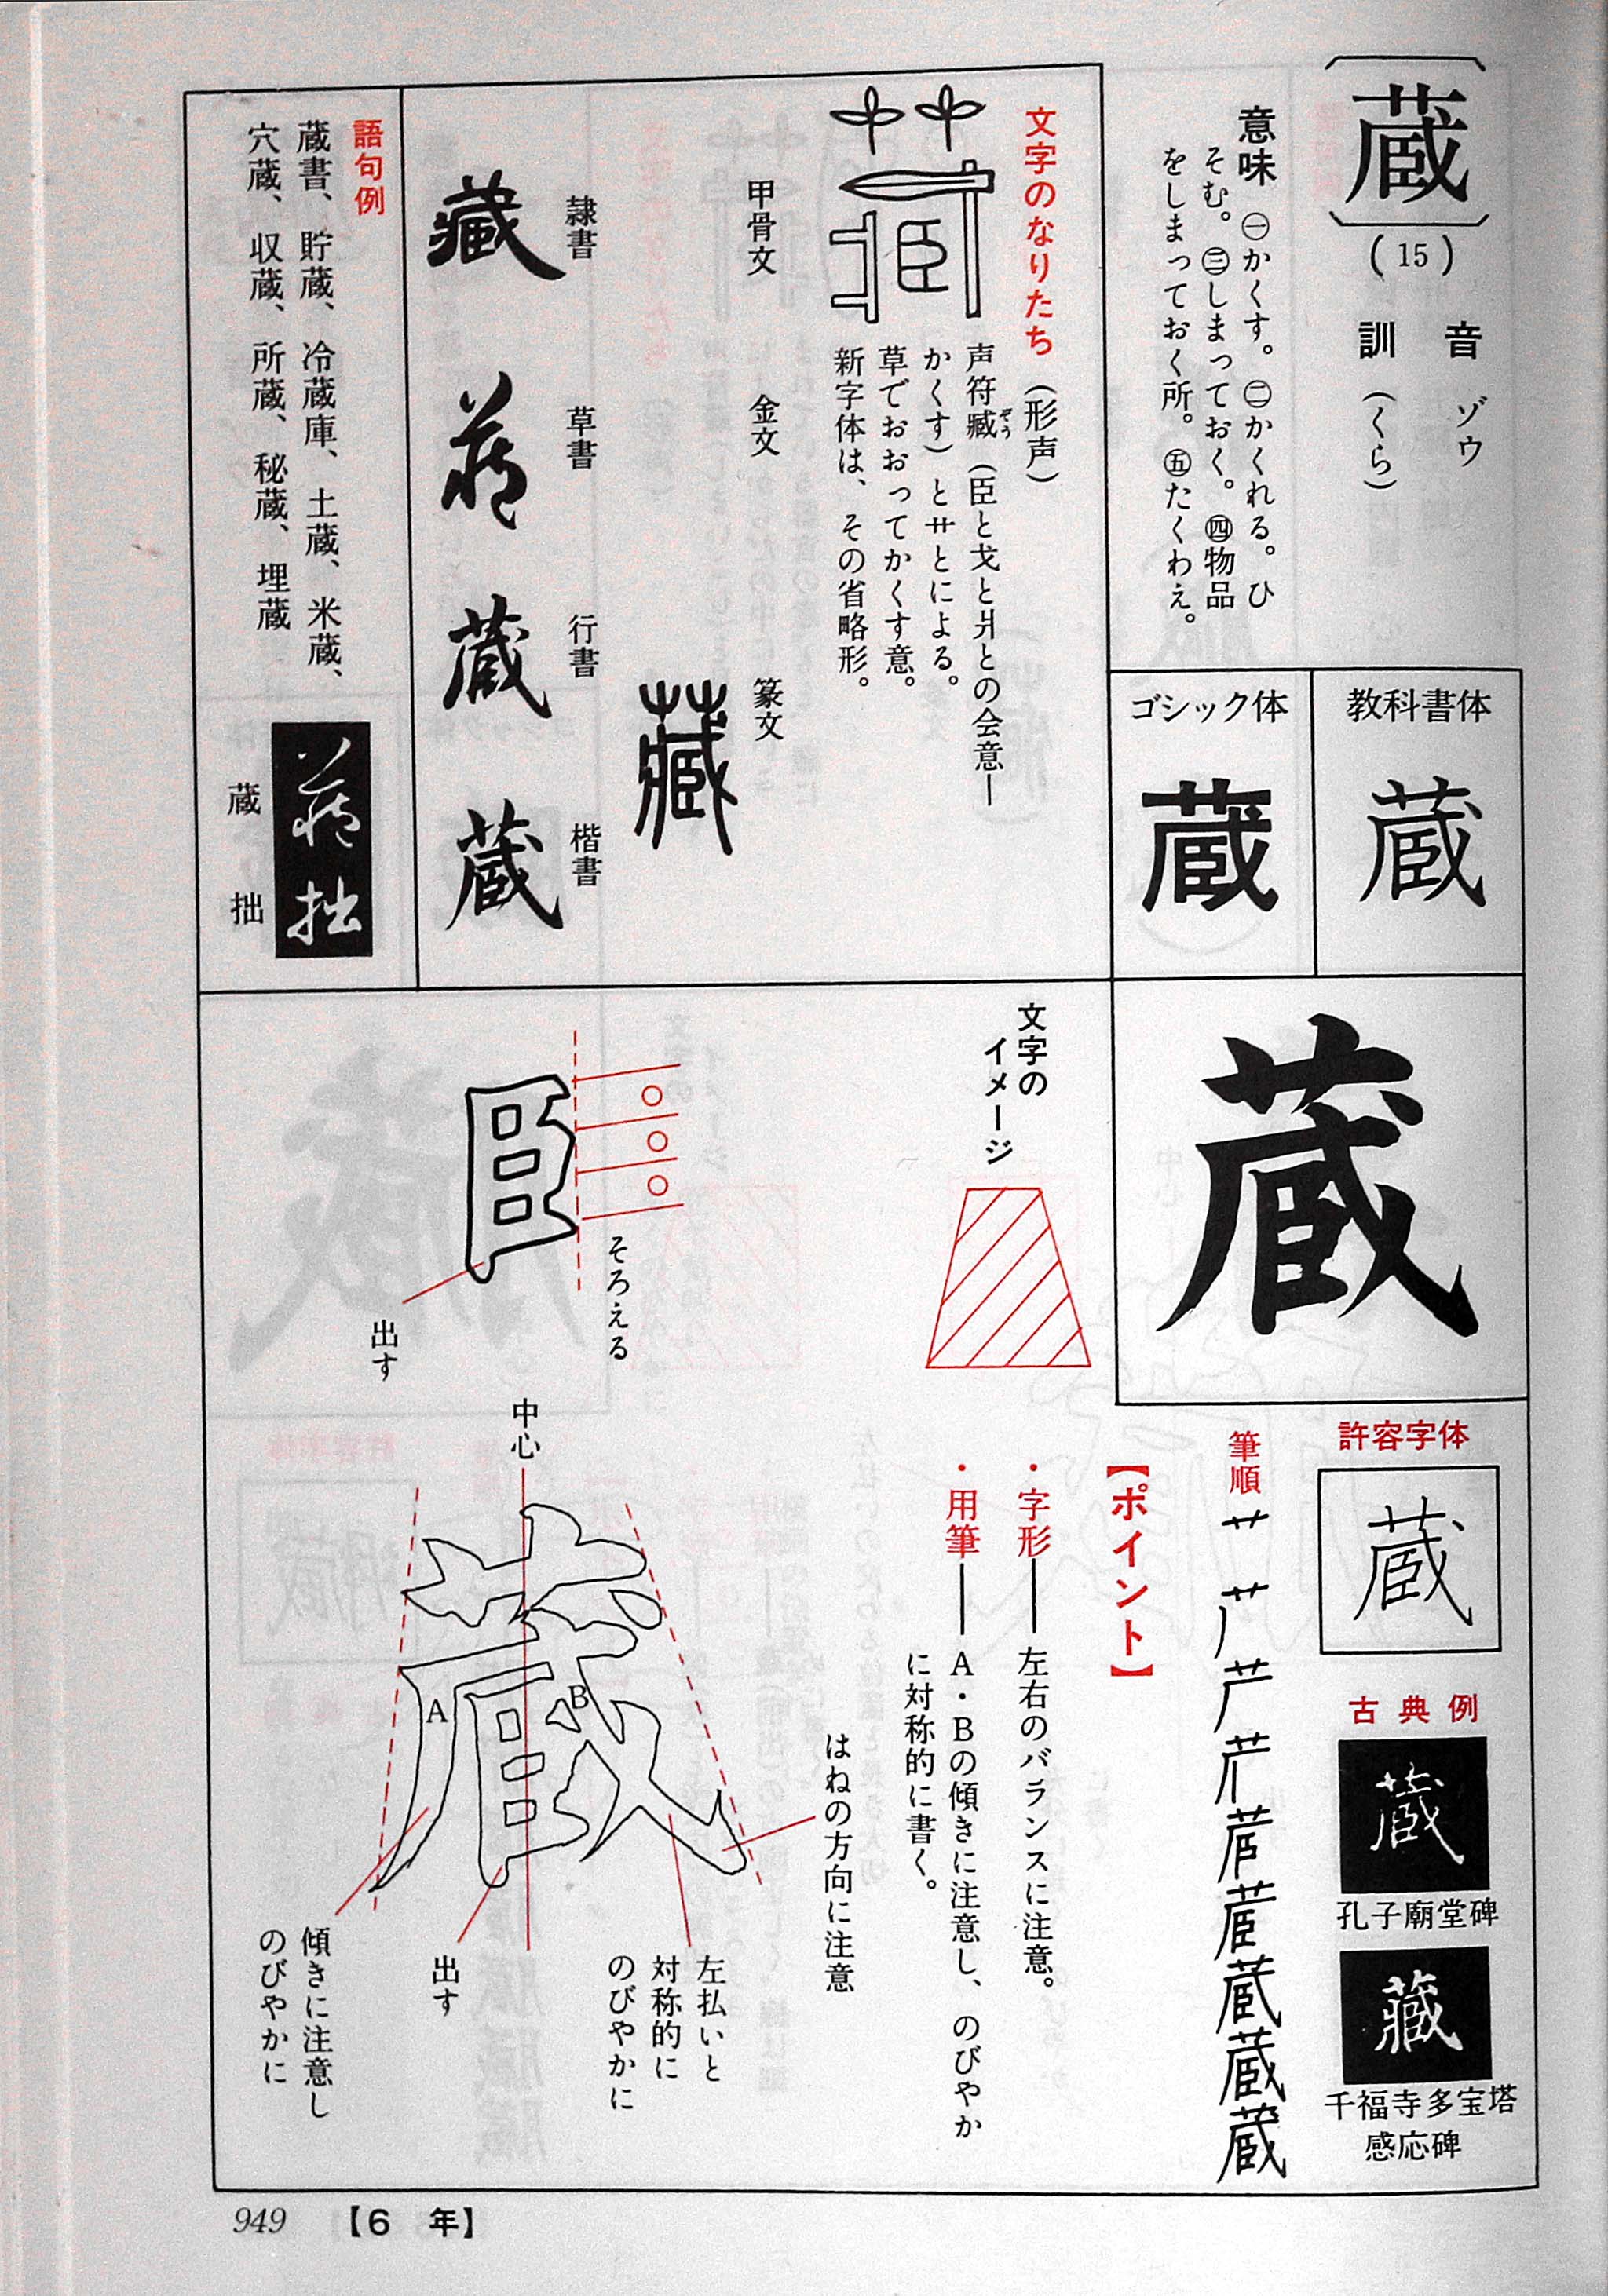 蔵
(15)
音 ゾウ
訓 (くら)
意味 ㊀かくす。㊁かくれる。ひ
そむ。㊂しまっておく。㊃物品
をしまっておく所。㊄たくわえ。
教科書体
蔵
ゴシック体
蔵
文字のなりたち(形声)
声符臧(臣と戈と爿との会意―
ぞう
かくす)と艹とによる。
草でおおってかくす意。
新字体は、その省略形。
甲骨文
金文
篆文
藏
隷書
藏
草書
蔵
行書
蔵
楷書
蔵
語句例
蔵書、貯蔵、冷蔵庫、土蔵、米蔵、
穴蔵、収蔵、所蔵、秘蔵、埋蔵
蔵拙
蔵 拙
蔵
許容字体
蔵
古典例
蔵
孔子廟堂碑
藏
千福寺多宝塔
感応碑
筆順
蔵
【ポイント】
・字形――左右のバランスに注意。
・用筆――A・Bの傾きに注意し、のびやか
に対称的に書く。
文字の
イメージ
そろえる
出す
中心
A
B
はねの方向に注意
左払いと
対称的に
のびやかに
出す
傾きに注意し
のびやかに
949 【6 年】